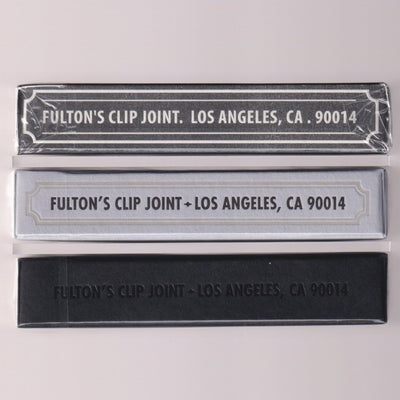 FULTON'S CLIP JOINT. LOS ANGELES, CA . 90014
FULTON'S CLIP JOINT + LOS ANGELES, CA 90014
FULTON'S CLIP JOINT + LOS ANGELES, CA 90014